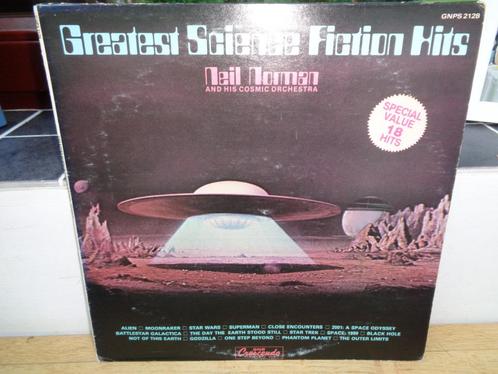 GNPS 2128
Greatest Science Fiction Hits
Neil Norman
AND HIS COSMIC ORCHESTRA
SPECIAL
VALUE
18
HITS
ALIEN □ MOONRAKER □ STAR WARS □ SUPERMAN □ CLOSE ENCOUNTERS □ 2001: A SPACE ODYSSEY
BATTLESTAR GALACTICA □ THE DAY THE EARTH STOOD STILL □ STAR TREK □ SPACE: 1999 □ BLACK HOLE
NOT OF THIS EARTH □ GODZILLA □ ONE STEP BEYOND □ PHANTOM PLANET □ THE OUTER LIMITS
Crescendo